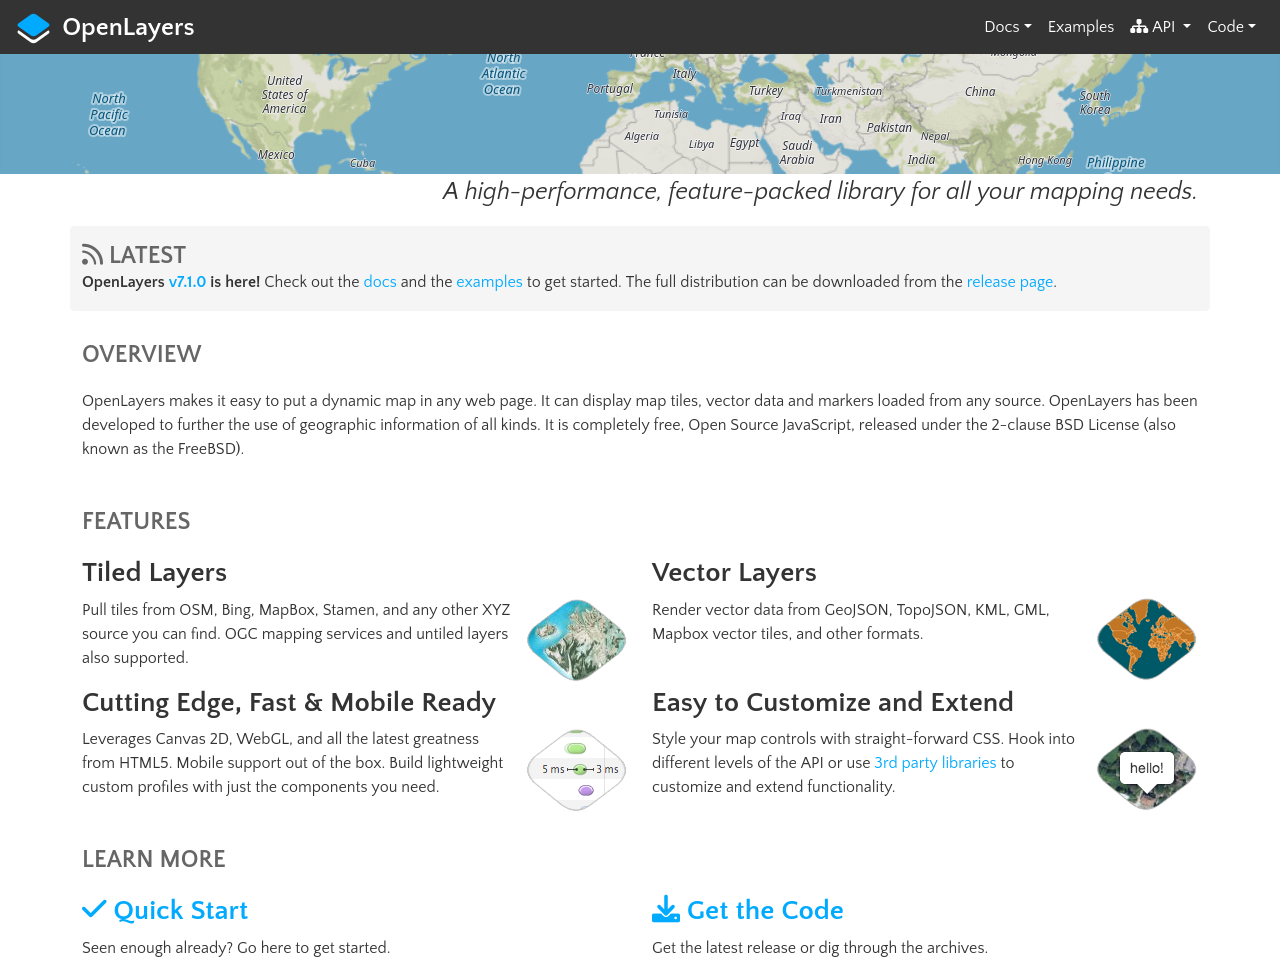 OpenLayers
Docs
Examples
API
Code
North
Pacific
Ocean
United
States of
America
Mexico
Cuba
North
Atlantic
Ocean
Portugal
Italy
Tunisia
Algeria
Libya
Egypt
Turkey
Iraq
Saudi
Arabia
Turkmenistan
Iran
Pakistan
Nepal
India
China
Hong Kong
South
Korea
Philippine
A high-performance, feature-packed library for all your mapping needs.
LATEST
OpenLayers v7.1.0 is here! Check out the docs and the examples to get started. The full distribution can be downloaded from the release page.
OVERVIEW
OpenLayers makes it easy to put a dynamic map in any web page. It can display map tiles, vector data and markers loaded from any source. OpenLayers has been
developed to further the use of geographic information of all kinds. It is completely free, Open Source JavaScript, released under the 2-clause BSD License (also
known as the FreeBSD).
FEATURES
Tiled Layers
Pull tiles from OSM, Bing, MapBox, Stamen, and any other XYZ
source you can find. OGC mapping services and untiled layers
also supported.
Vector Layers
Render vector data from GeoJSON, TopoJSON, KML, GML,
Mapbox vector tiles, and other formats.
Cutting Edge, Fast & Mobile Ready
Leverages Canvas 2D, WebGL, and all the latest greatness
from HTML5. Mobile support out of the box. Build lightweight
custom profiles with just the components you need.
5 ms 3 ms
Easy to Customize and Extend
Style your map controls with straight-forward CSS. Hook into
different levels of the API or use 3rd party libraries to
customize and extend functionality.
hello!
LEARN MORE
Quick Start
Seen enough already? Go here to get started.
Get the Code
Get the latest release or dig through the archives.